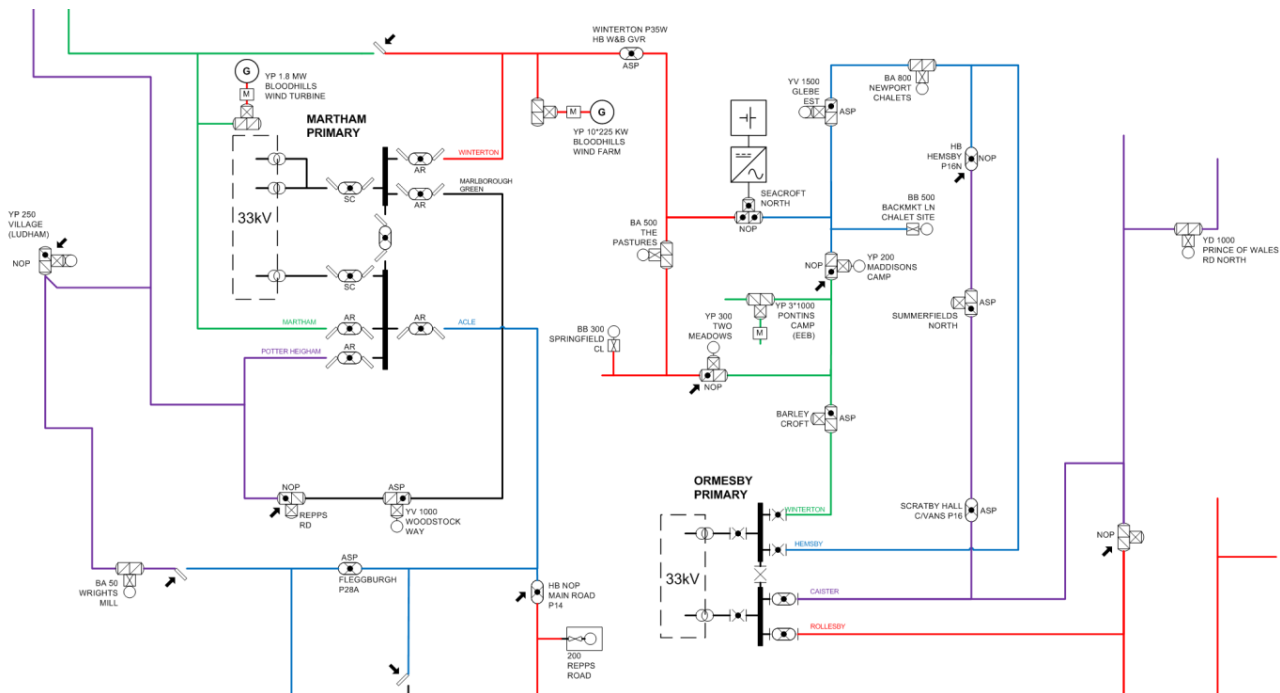 WINTERTON P35W
HB W&B GVR
ASP
G
YP 1.8 MW
BLOODHILLS
WIND TURBINE
M
MARTHAM
PRIMARY
M
G
YP 10*225 KW
BLOODHILLS
WIND FARM
YV 1500
GLEBE
EST
ASP
BA 800
NEWPORT
CHALETS
WINTERTON
AR
MARLBOROUGH
GREEN
AR
SC
33kV
SC
HB
HEMSBY
P16N
NOP
SEACROFT
NORTH
NOP
BB 500
BACKMKT LN
CHALET SITE
YP 250
VILLAGE
(LUDHAM)
NOP
BA 500
THE
PASTURES
NOP
YP 200
MADDISONS
CAMP
YD 1000
PRINCE OF WALES
RD NORTH
MARTHAM
AR
AR
ACLE
POTTER HEIGHAM
AR
BB 300
SPRINGFIELD
CL
YP 300
TWO
MEADOWS
NOP
YP 3*1000
PONTINS
CAMP
(EEB)
M
ASP
SUMMERFIELDS
NORTH
BARLEY
CROFT
ASP
NOP
REPPS
RD
ASP
YV 1000
WOODSTOCK
WAY
ORMESBY
PRIMARY
WINTERTON
HEMSBY
33kV
CAISTER
ROLLESBY
SCRATBY HALL
C/VANS P16
ASP
NOP
BA 50
WRIGHTS
MILL
ASP
FLEGGBURGH
P28A
HB NOP
MAIN ROAD
P14
200
REPPS
ROAD